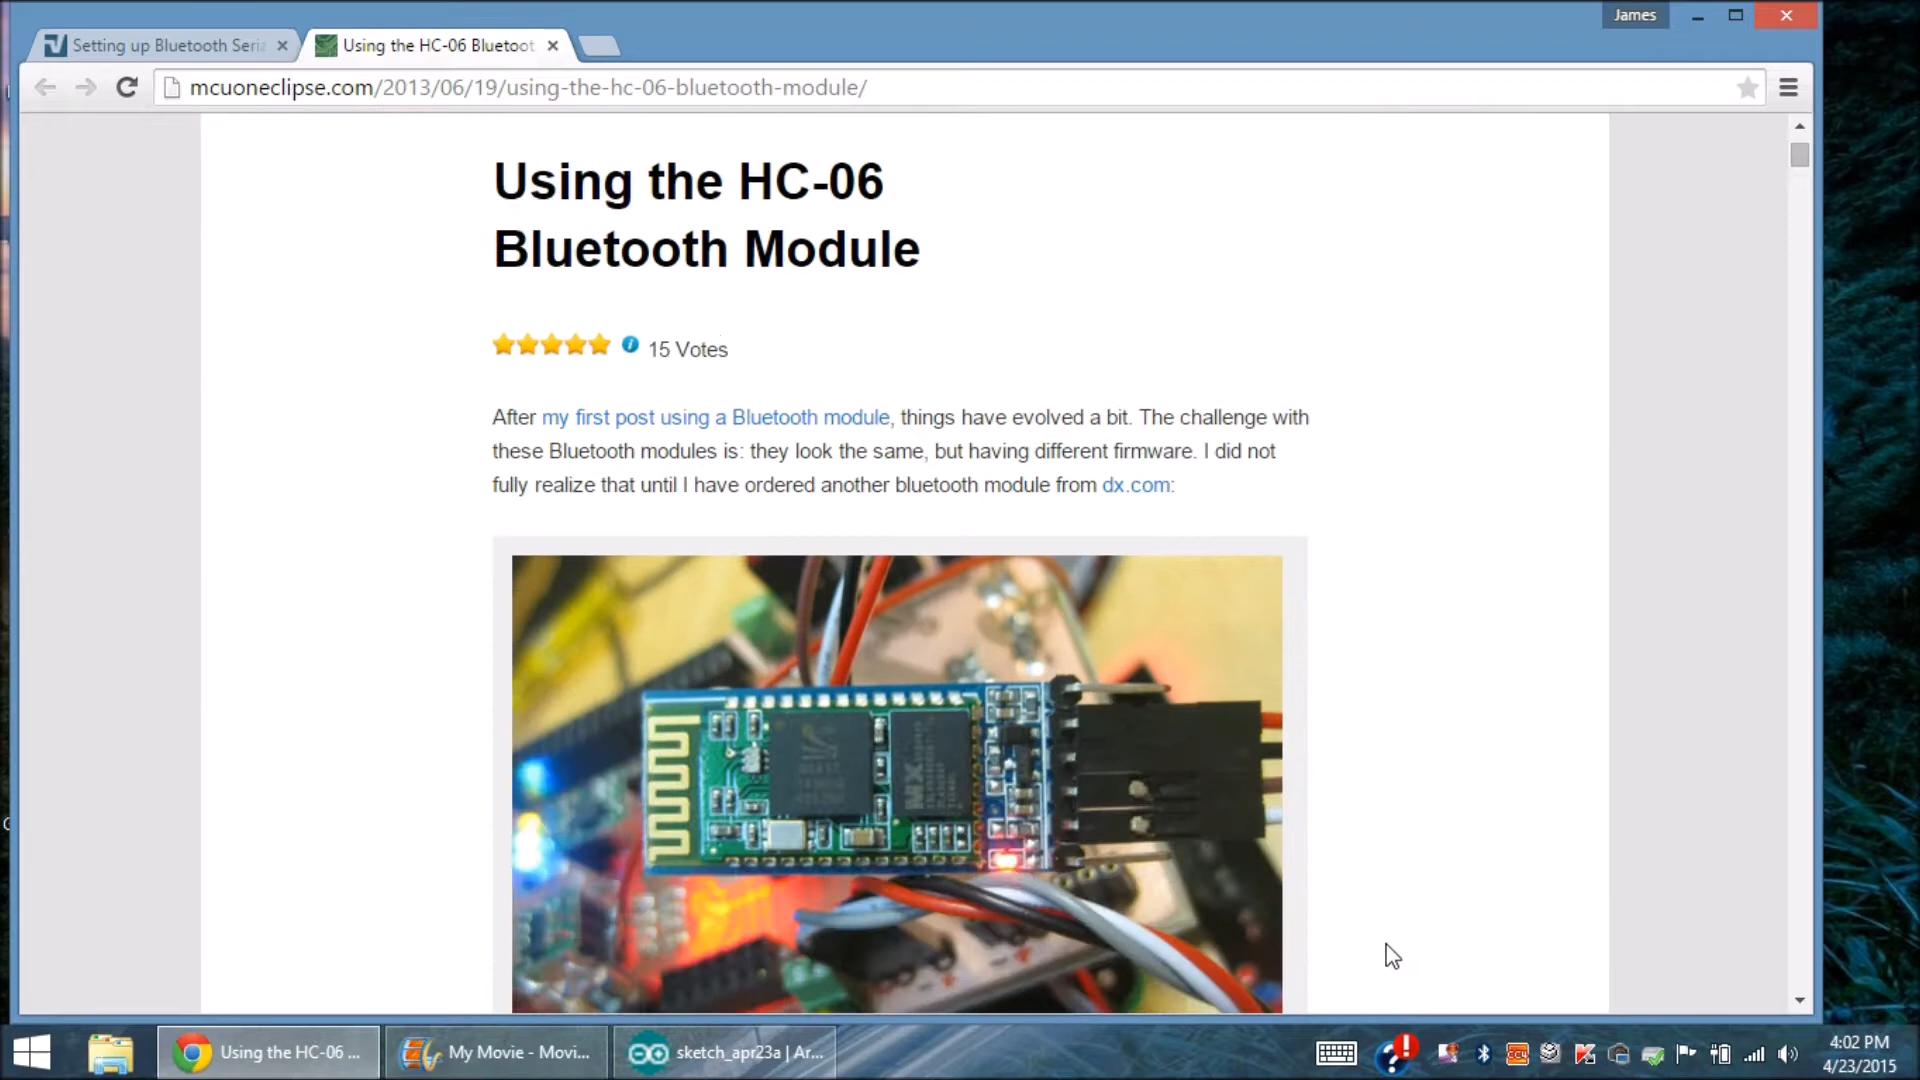 James
Setting up Bluetooth Seria
Using the HC-06 Bluetoot
mcuoneclipse.com/2013/06/19/using-the-hc-06-bluetooth-module/
Using the HC-06
Bluetooth Module
15 Votes
After my first post using a Bluetooth module, things have evolved a bit. The challenge with
these Bluetooth modules is: they look the same, but having different firmware. I did not
fully realize that until I have ordered another bluetooth module from dx.com:
MX
Using the HC-06 ...
My Movie - Movi...
sketch_apr23a | Ar...
4:02 PM
4/23/2015